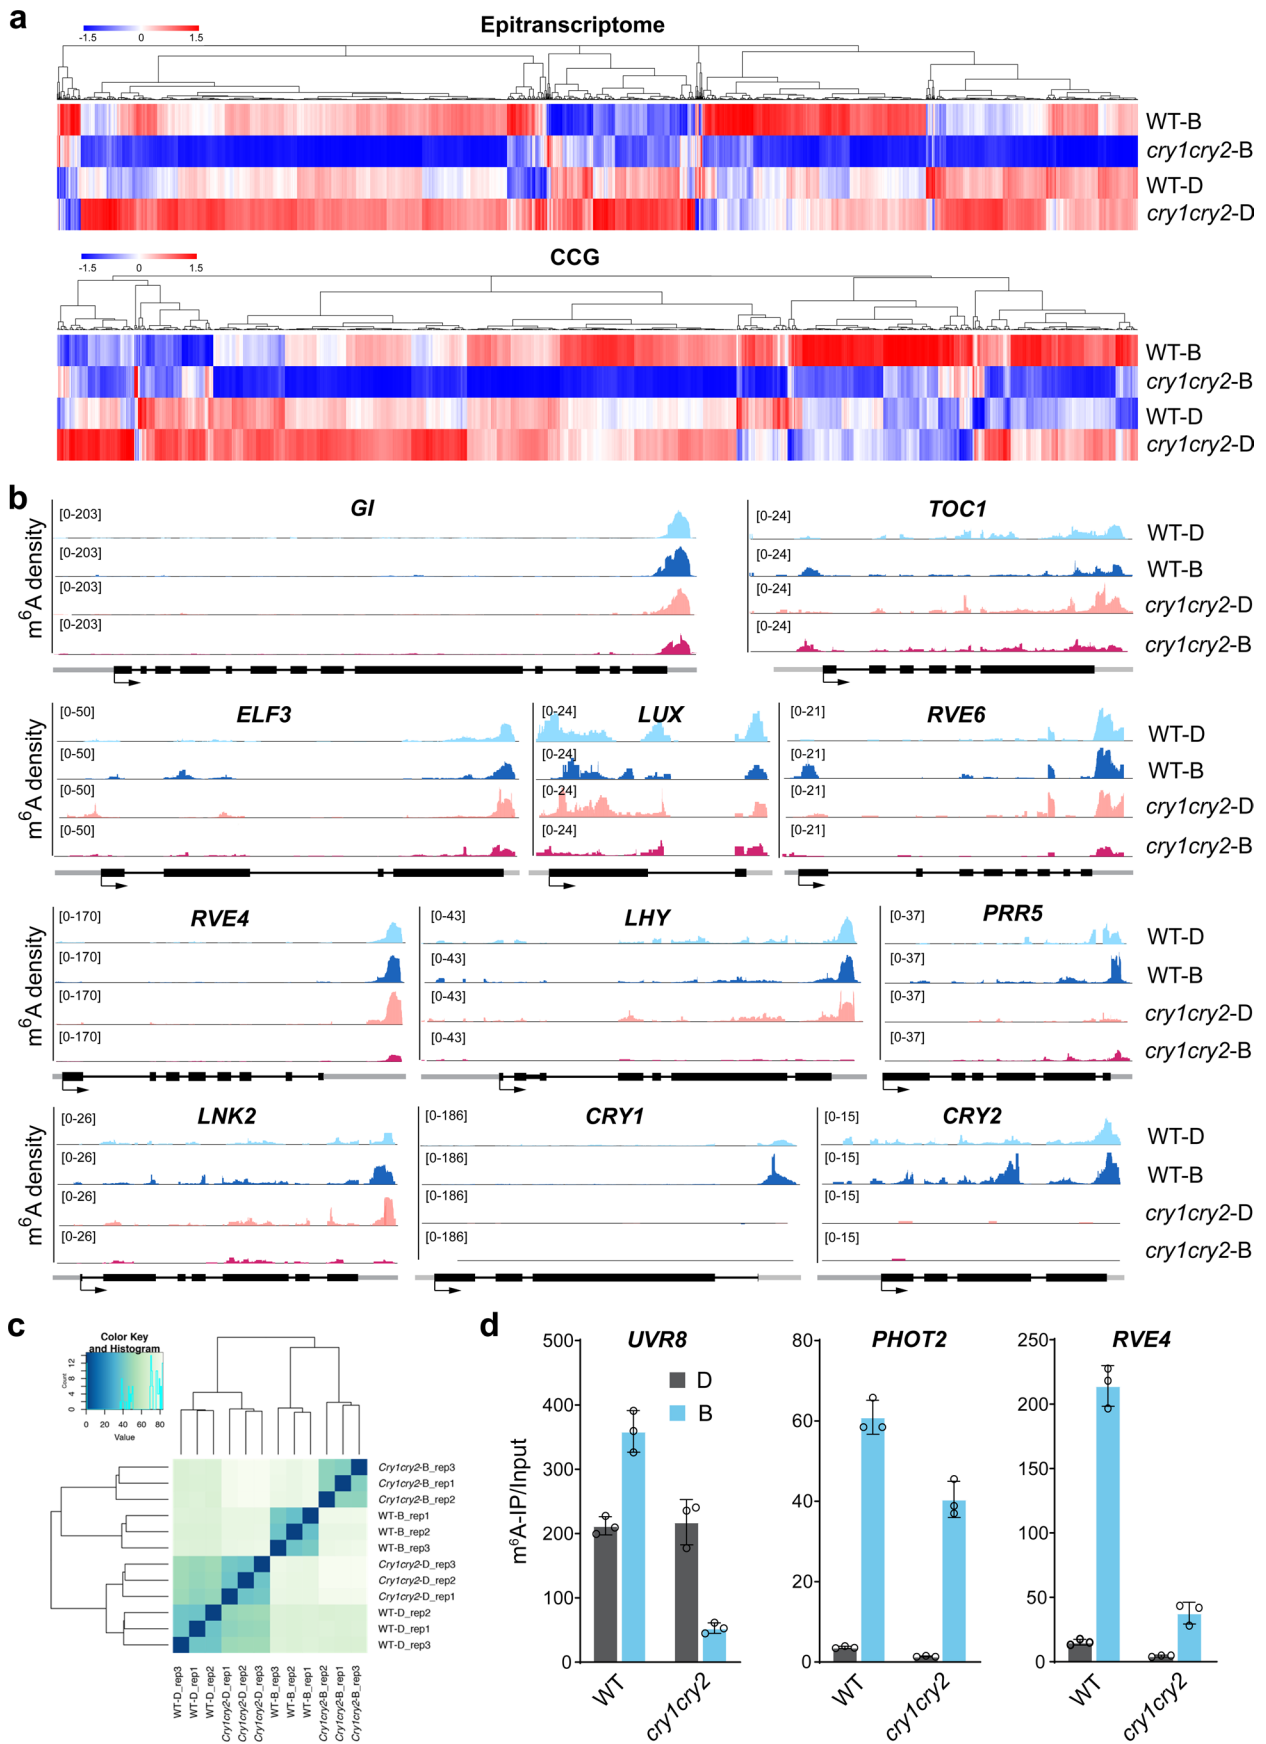 a
Epitranscriptome
-1.5 0 1.5
WT-B
cry1cry2-B
WT-D
cry1cry2-D
CCG
-1.5 0 1.5
WT-B
cry1cry2-B
WT-D
cry1cry2-D
b
m6A density
GI
[0-203]
[0-203]
[0-203]
[0-203]
TOC1
[0-24]
[0-24]
[0-24]
[0-24]
WT-D
WT-B
cry1cry2-D
cry1cry2-B
m6A density
ELF3
[0-50]
[0-50]
[0-50]
[0-50]
LUX
[0-24]
[0-24]
[0-24]
[0-24]
RVE6
[0-21]
[0-21]
[0-21]
[0-21]
WT-D
WT-B
cry1cry2-D
cry1cry2-B
m6A density
RVE4
[0-170]
[0-170]
[0-170]
[0-170]
LHY
[0-43]
[0-43]
[0-43]
[0-43]
PRR5
[0-37]
[0-37]
[0-37]
[0-37]
WT-D
WT-B
cry1cry2-D
cry1cry2-B
m6A density
LNK2
[0-26]
[0-26]
[0-26]
[0-26]
CRY1
[0-186]
[0-186]
[0-186]
[0-186]
CRY2
[0-15]
[0-15]
[0-15]
[0-15]
WT-D
WT-B
cry1cry2-D
cry1cry2-B
c
Color Key
and Histogram
Count
0 4 8 12
0 20 40 60 80
Value
Cry1cry2-B_rep3
Cry1cry2-B_rep1
Cry1cry2-B_rep2
WT-B_rep1
WT-B_rep2
WT-B_rep3
Cry1cry2-D_rep3
Cry1cry2-D_rep2
Cry1cry2-D_rep1
WT-D_rep2
WT-D_rep1
WT-D_rep3
WT-D_rep3
WT-D_rep1
WT-D_rep2
Cry1cry2-D_rep1
Cry1cry2-D_rep2
Cry1cry2-D_rep3
WT-B_rep3
WT-B_rep2
WT-B_rep1
Cry1cry2-B_rep2
Cry1cry2-B_rep1
Cry1cry2-B_rep3
d
m6A-IP/Input
UVR8
D
B
500
400
300
200
100
0
WT
cry1cry2
PHOT2
80
60
40
20
0
WT
cry1cry2
RVE4
250
200
150
100
50
0
WT
cry1cry2